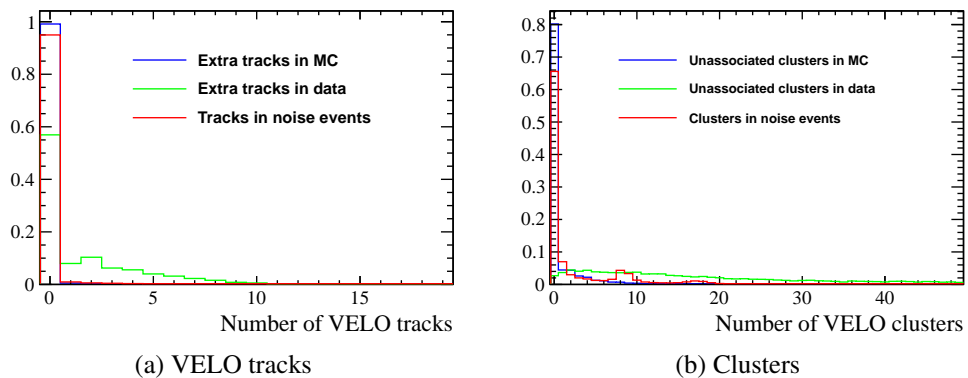 1
0.8
0.6
0.4
0.2
0
0 5 10 15
Extra tracks in MC
Extra tracks in data
Tracks in noise events
Number of VELO tracks
(a) VELO tracks
0.8
0.7
0.6
0.5
0.4
0.3
0.2
0.1
0
0 10 20 30 40
Unassociated clusters in MC
Unassociated clusters in data
Clusters in noise events
Number of VELO clusters
(b) Clusters